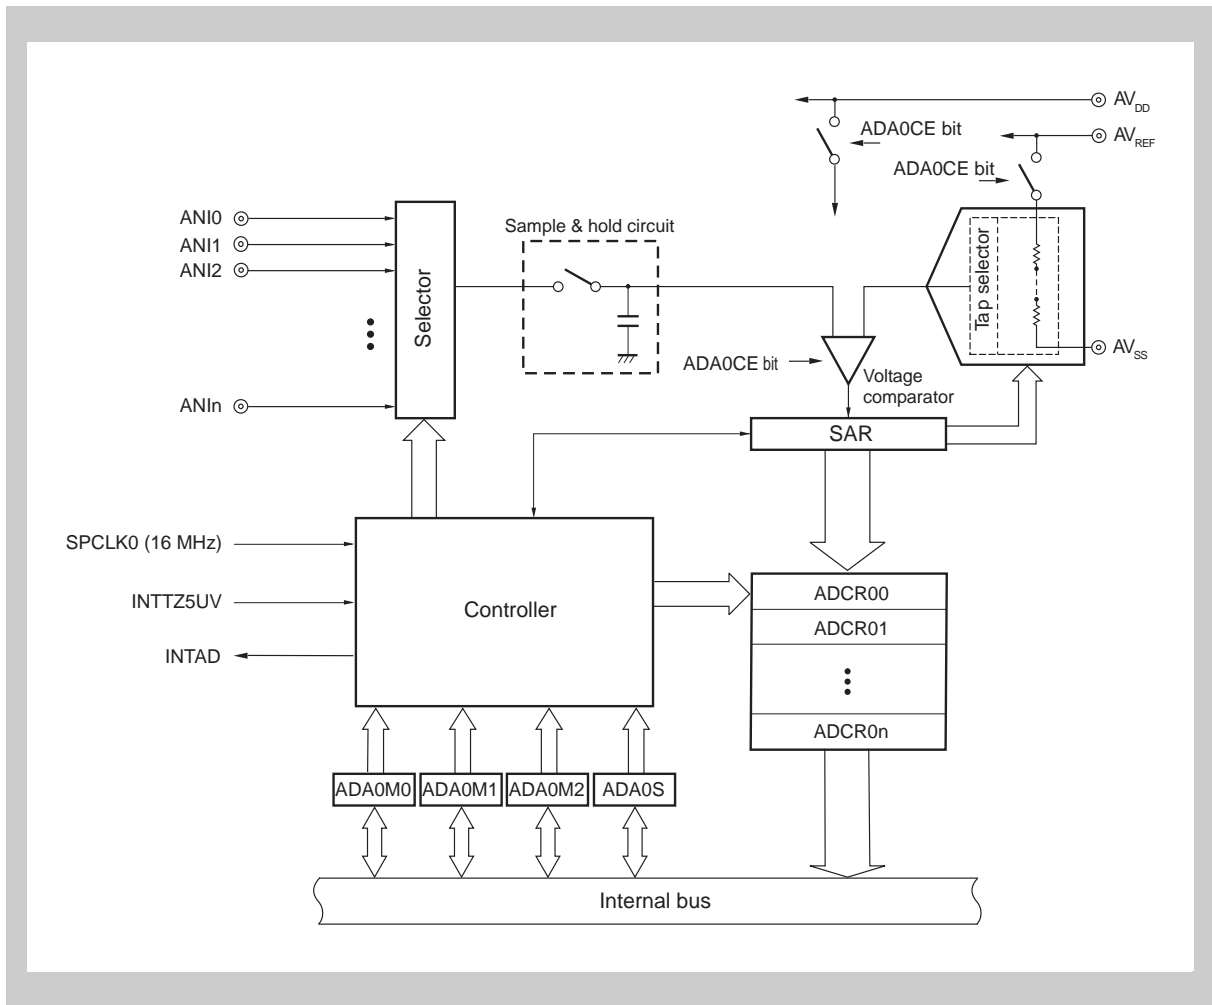 AVDD
ADA0CE bit
AVREF
ADA0CE bit
ANI0
ANI1
ANI2
ANIn
Selector
Sample & hold circuit
Tap selector
AVSS
ADA0CE bit
Voltage
comparator
SAR
SPCLK0 (16 MHz)
INTTZ5UV
INTAD
Controller
ADCR00
ADCR01
ADCR0n
ADA0M0
ADA0M1
ADA0M2
ADA0S
Internal bus